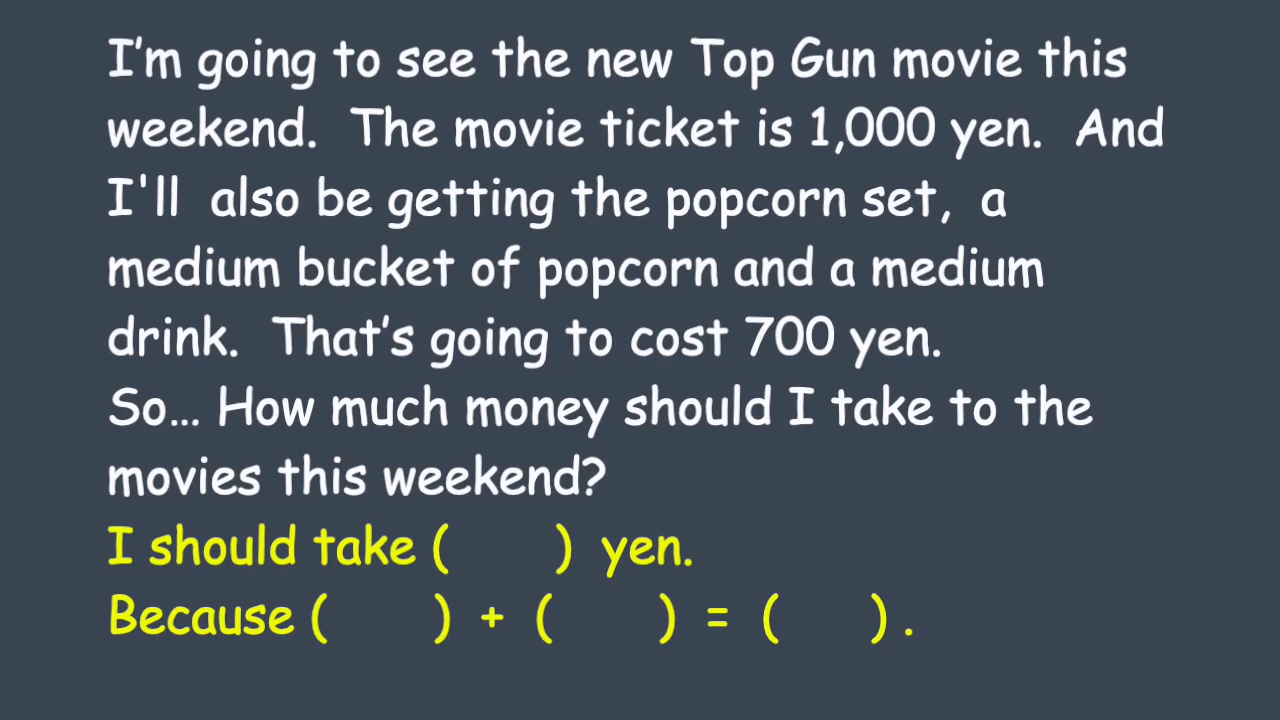 I’m going to see the new Top Gun movie this
weekend.  The movie ticket is 1,000 yen.  And
I'll  also be getting the popcorn set,  a
medium bucket of popcorn and a medium
drink.  That’s going to cost 700 yen.
So… How much money should I take to the
movies this weekend?
I should take (      )  yen.
Because (      )  +  (      )  =  (      ) .